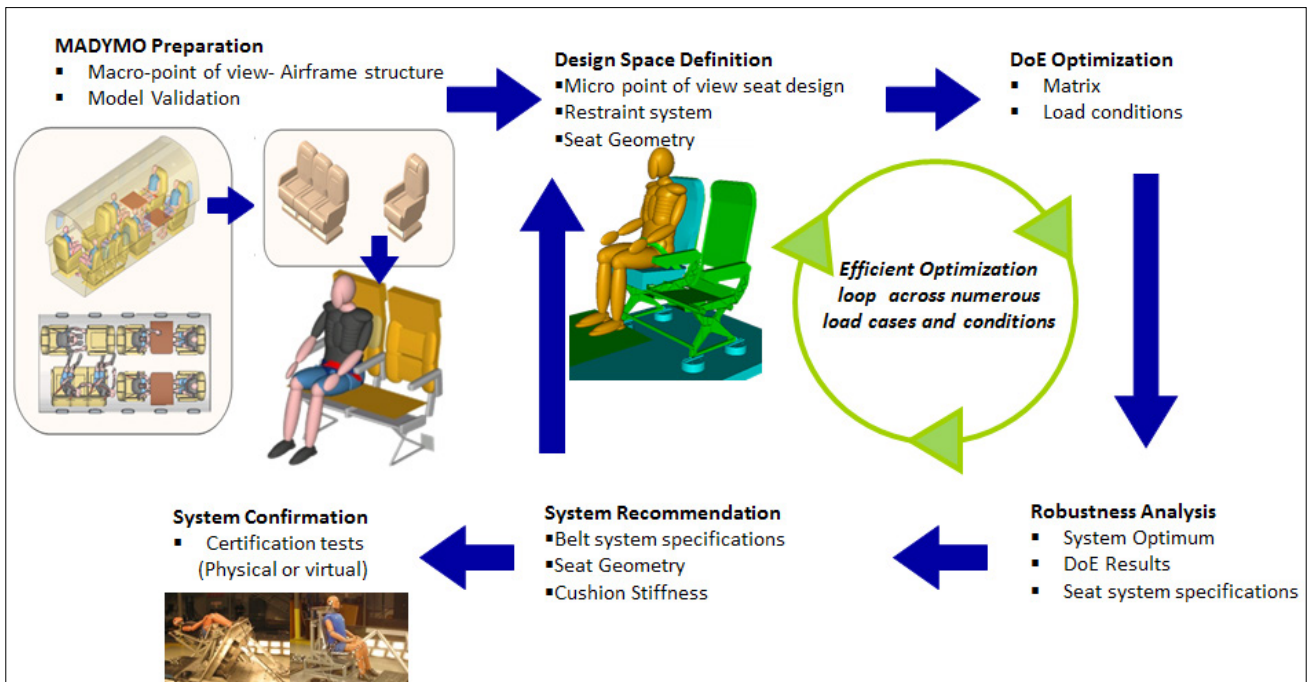 MADYMO Preparation
▪ Macro-point of view- Airframe structure
▪ Model Validation
Design Space Definition
▪Micro point of view seat design
▪Restraint system
▪Seat Geometry
DoE Optimization
▪ Matrix
▪ Load conditions
Efficient Optimization
loop across numerous
load cases and conditions
System Confirmation
▪ Certification tests
(Physical or virtual)
System Recommendation
▪Belt system specifications
▪Seat Geometry
▪Cushion Stiffness
Robustness Analysis
▪ System Optimum
▪ DoE Results
▪ Seat system specifications